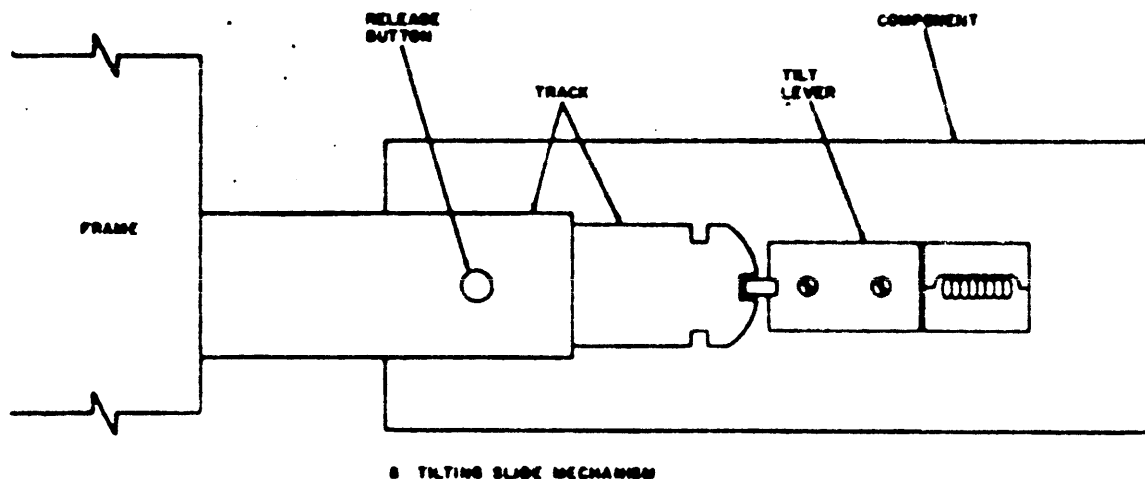 RELEASE
BUTTON
COMPONENT
TRACK
TILT
LEVER
FRAME
TILTING SLIDE MECHANISM